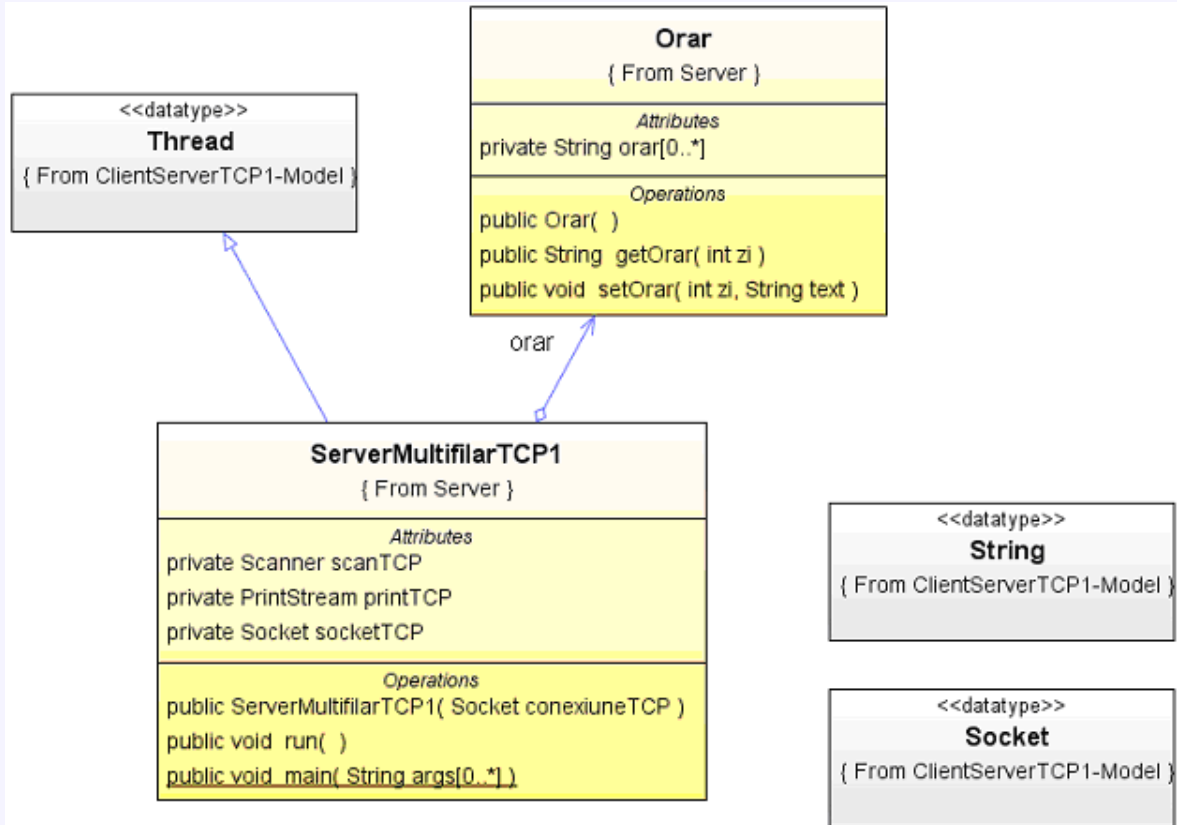 Orar
{ From Server }
Attributes
private String orar[0..*]
Operations
public Orar(  )
public String  getOrar( int zi )
public void  setOrar( int zi, String text )
<<datatype>>
Thread
{ From ClientServerTCP1-Model }
orar
ServerMultifilarTCP1
{ From Server }
Attributes
private Scanner scanTCP
private PrintStream printTCP
private Socket socketTCP
Operations
public ServerMultifilarTCP1( Socket conexiuneTCP )
public void  run(  )
public void  main( String args[0..*] )
<<datatype>>
String
{ From ClientServerTCP1-Model }
<<datatype>>
Socket
{ From ClientServerTCP1-Model }